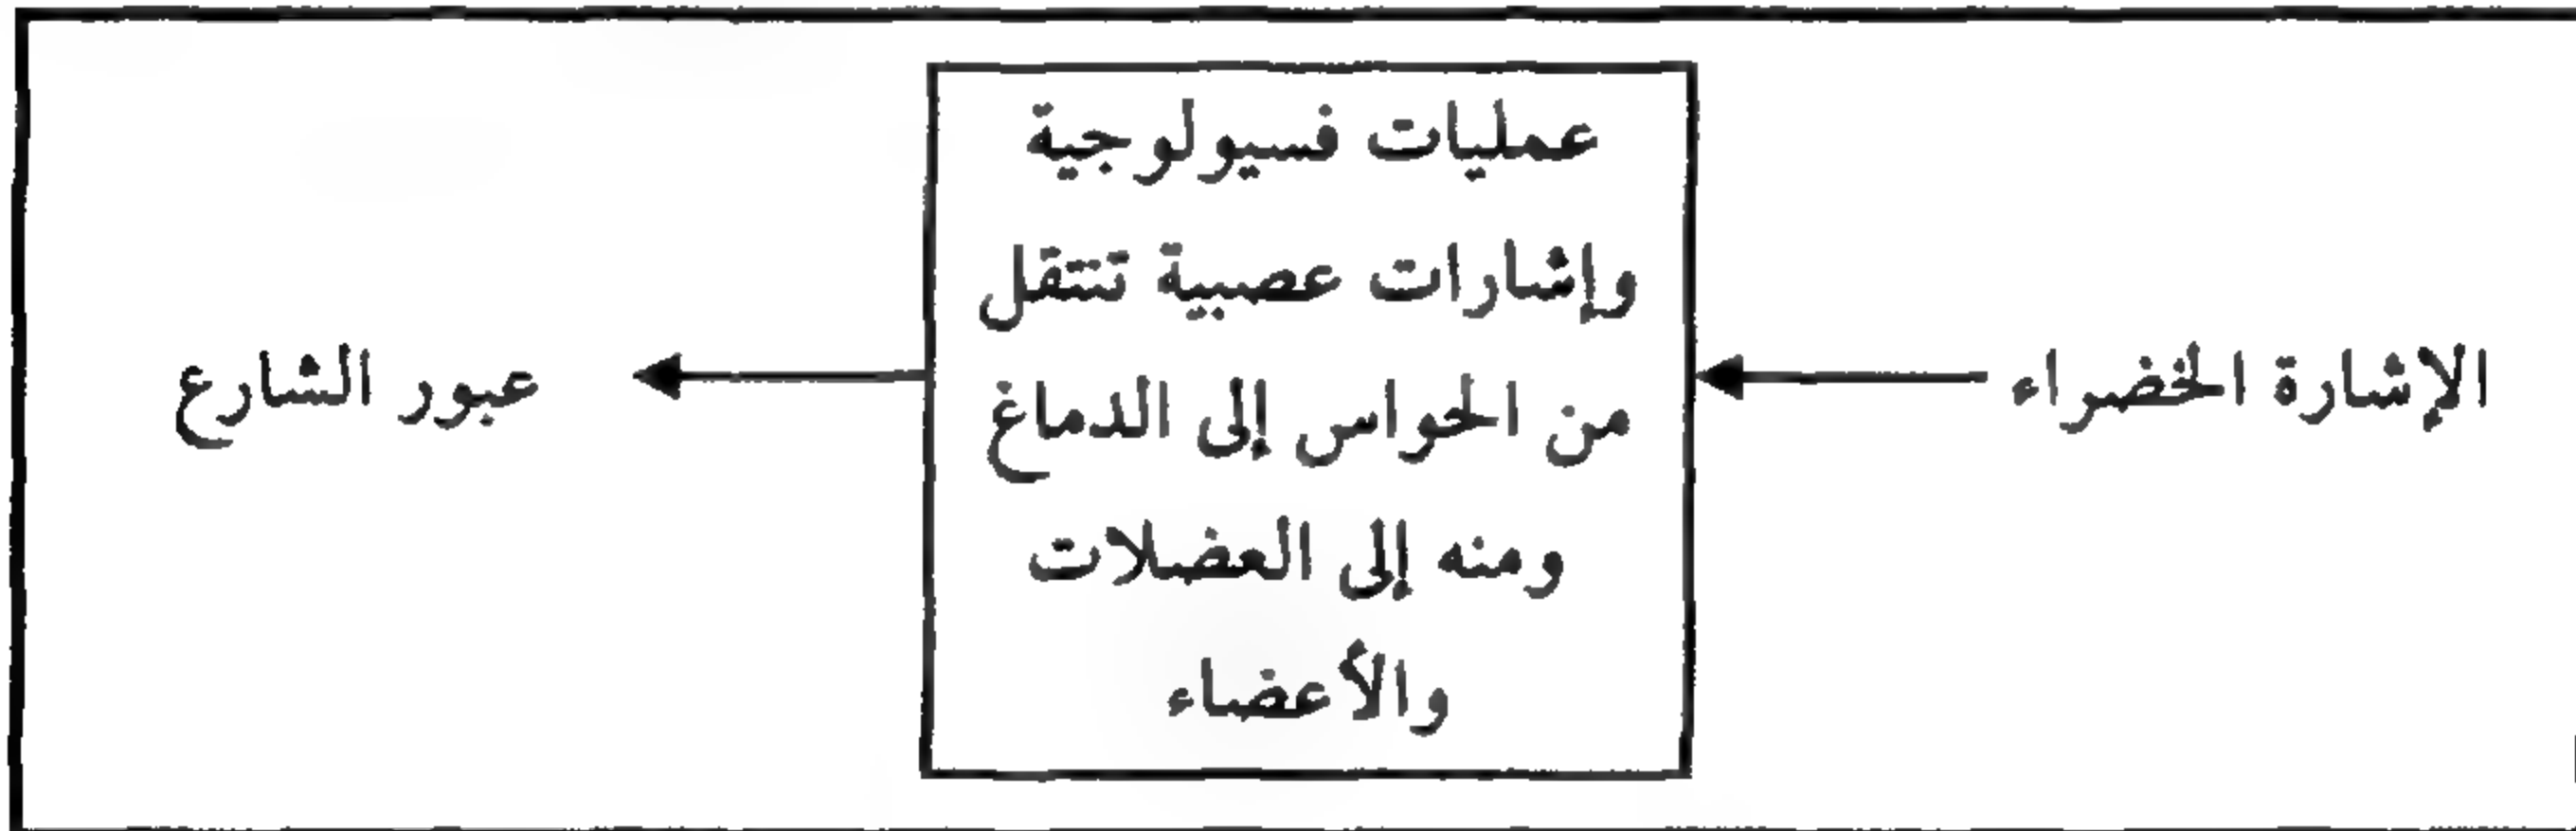 الإشارة الخضراء
عمليات فسيولوجية
وإشارات عصبية تنتقل
من الحواس إلى الدماغ
ومنه إلى العضلات
والأعضاء
عبور الشارع